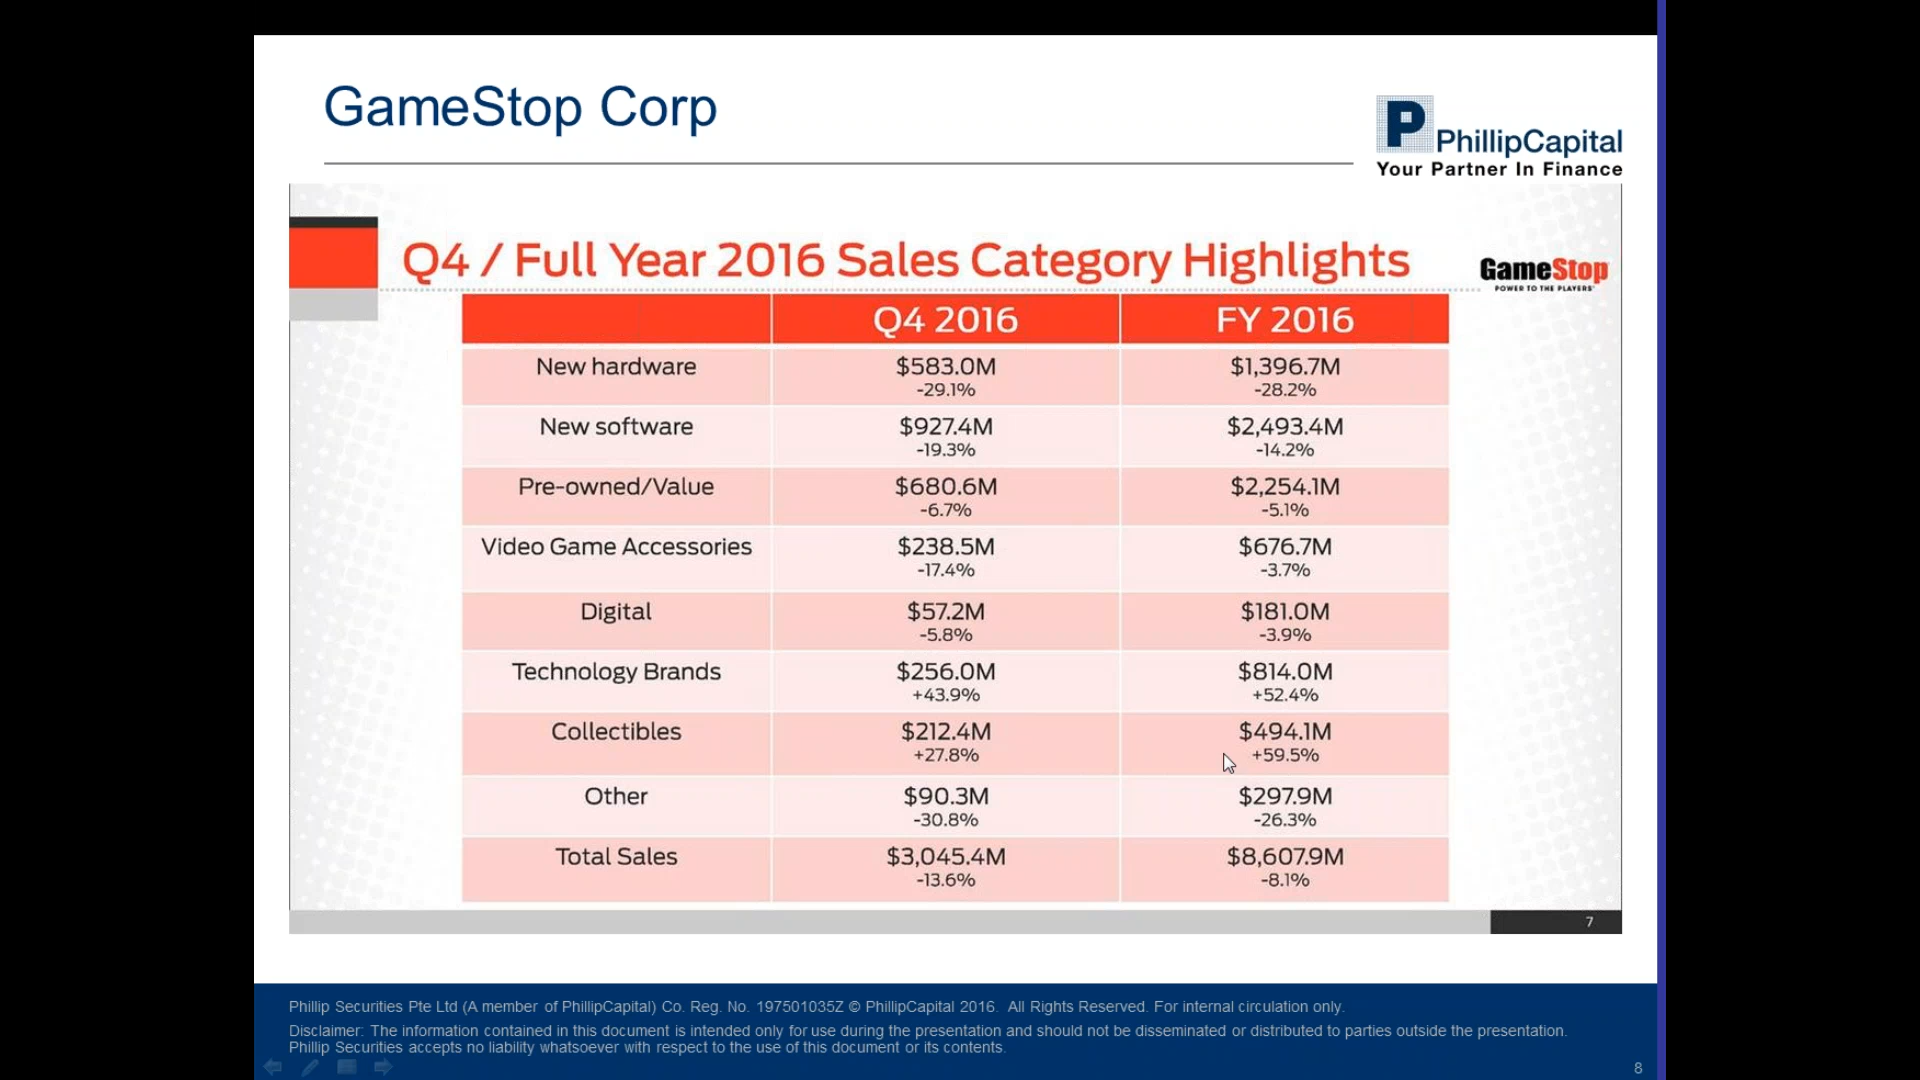 GameStop Corp
P
PhillipCapital
Your Partner In Finance
Q4 / Full Year 2016 Sales Category Highlights
GameStop
POWER TO THE PLAYERS
Q4 2016 FY 2016
New hardware $583.0M $1,396.7M
-29.1% -28.2%
New software $927.4M $2,493.4M
-19.3% -14.2%
Pre-owned/Value $680.6M $2,254.1M
-6.7% -5.1%
Video Game Accessories $238.5M $676.7M
-17.4% -3.7%
Digital $57.2M $181.0M
-5.8% -3.9%
Technology Brands $256.0M $814.0M
+43.9% +52.4%
Collectibles $212.4M $494.1M
+27.8% +59.5%
Other $90.3M $297.9M
-30.8% -26.3%
Total Sales $3,045.4M $8,607.9M
-13.6% -8.1%
7
Phillip Securities Pte Ltd (A member of PhillipCapital) Co. Reg. No. 197501035Z © PhillipCapital 2016. All Rights Reserved. For internal circulation only.
Disclaimer: The information contained in this document is intended only for use during the presentation and should not be disseminated or distributed to parties outside the presentation.
Phillip Securities accepts no liability whatsoever with respect to the use of this document or its contents.
8